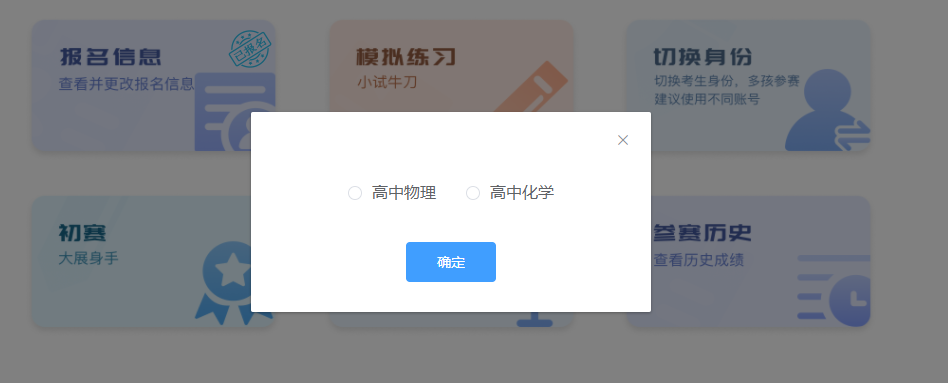 报名信息
查看并更改报名信息
已报名
模拟练习
小试牛刀
切换身份
切换考生身份，多孩参赛
建议使用不同账号
高中物理
高中化学
确定
初赛
大展身手
参赛历史
查看历史成绩